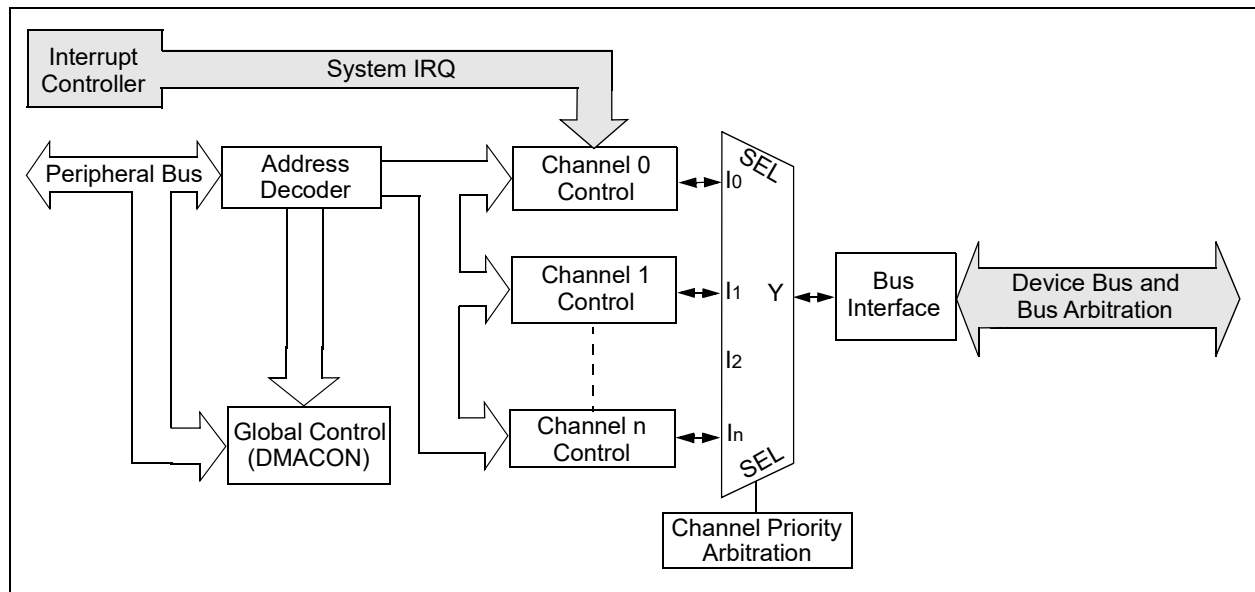 Interrupt
Controller
System IRQ
Peripheral Bus
Address
Decoder
Channel 0
Control
Channel 1
Control
Channel n
Control
Global Control
(DMACON)
SEL
I0
I1
I2
In
Y
SEL
Bus
Interface
Device Bus and
Bus Arbitration
Channel Priority
Arbitration